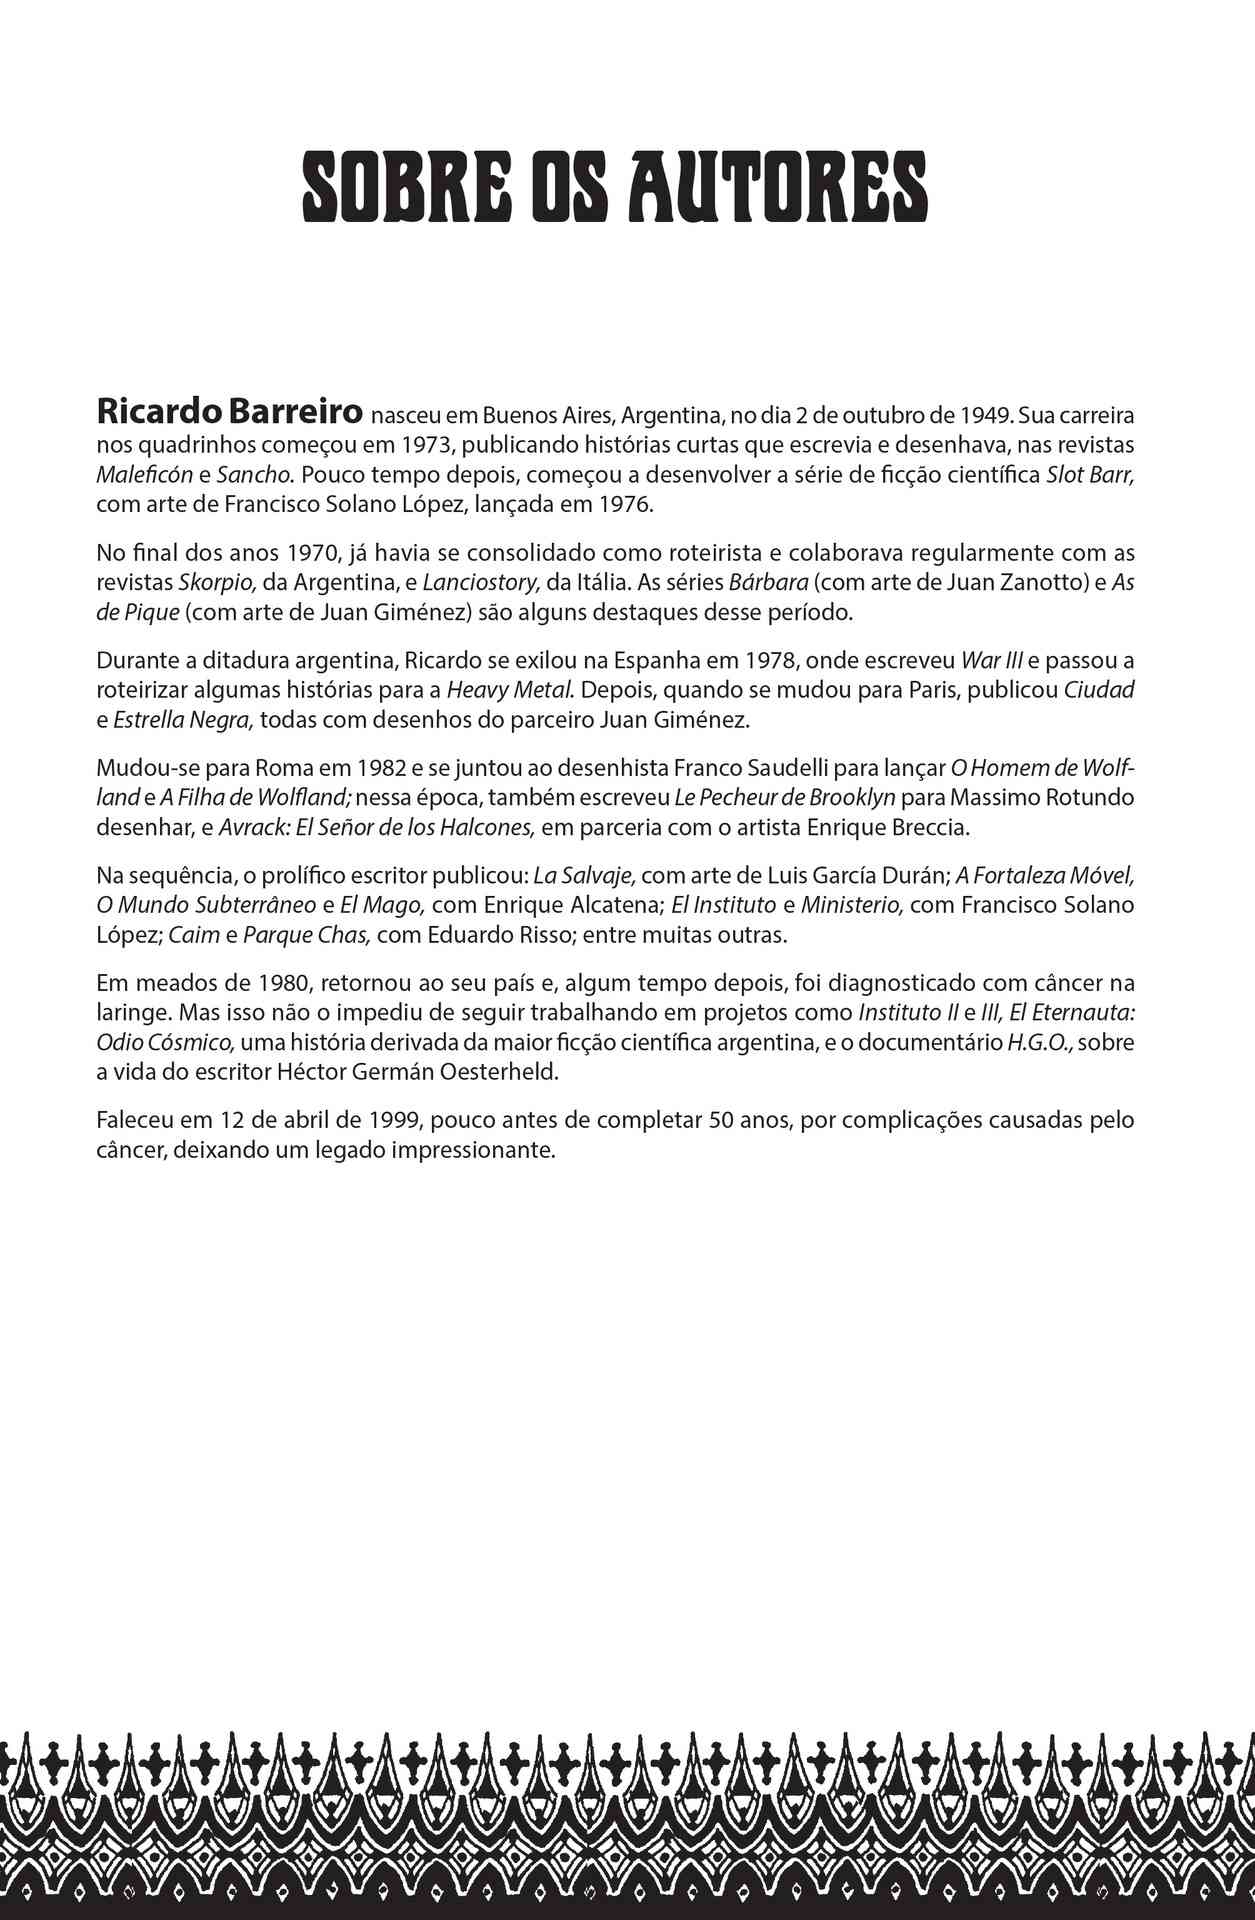 SOBRE OS AUTORES
Ricardo Barreiro nasceu em Buenos Aires, Argentina, no dia 2 de outubro de 1949. Sua carreira
nos quadrinhos começou em 1973, publicando histórias curtas que escrevia e desenhava, nas revistas
Maleficón e Sancho. Pouco tempo depois, começou a desenvolver a série de ficção científica Slot Barr,
com arte de Francisco Solano López, lançada em 1976.
No final dos anos 1970, já havia se consolidado como roteirista e colaborava regularmente com as
revistas Skorpio, da Argentina, e Lanciostory, da Itália. As séries Bárbara (com arte de Juan Zanotto) e As
de Pique (com arte de Juan Giménez) são alguns destaques desse período.
Durante a ditadura argentina, Ricardo se exilou na Espanha em 1978, onde escreveu War III e passou a
roteirizar algumas histórias para a Heavy Metal. Depois, quando se mudou para Paris, publicou Ciudad
e Estrella Negra, todas com desenhos do parceiro Juan Giménez.
Mudou-se para Roma em 1982 e se juntou ao desenhista Franco Saudelli para lançar O Homem de Wolf-
land e A Filha de Wolfland; nessa época, também escreveu Le Pecheur de Brooklyn para Massimo Rotundo
desenhar, e Avrack: El Señor de los Halcones, em parceria com o artista Enrique Breccia.
Na sequência, o prolífico escritor publicou: La Salvaje, com arte de Luis García Durán; A Fortaleza Móvel,
O Mundo Subterrâneo e El Mago, com Enrique Alcatena; El Instituto e Ministerio, com Francisco Solano
López; Caim e Parque Chas, com Eduardo Risso; entre muitas outras.
Em meados de 1980, retornou ao seu país e, algum tempo depois, foi diagnosticado com câncer na
laringe. Mas isso não o impediu de seguir trabalhando em projetos como Instituto II e III, El Eternauta:
Odio Cósmico, uma história derivada da maior ficção científica argentina, e o documentário H.G.O., sobre
a vida do escritor Héctor Germán Oesterheld.
Faleceu em 12 de abril de 1999, pouco antes de completar 50 anos, por complicações causadas pelo
câncer, deixando um legado impressionante.